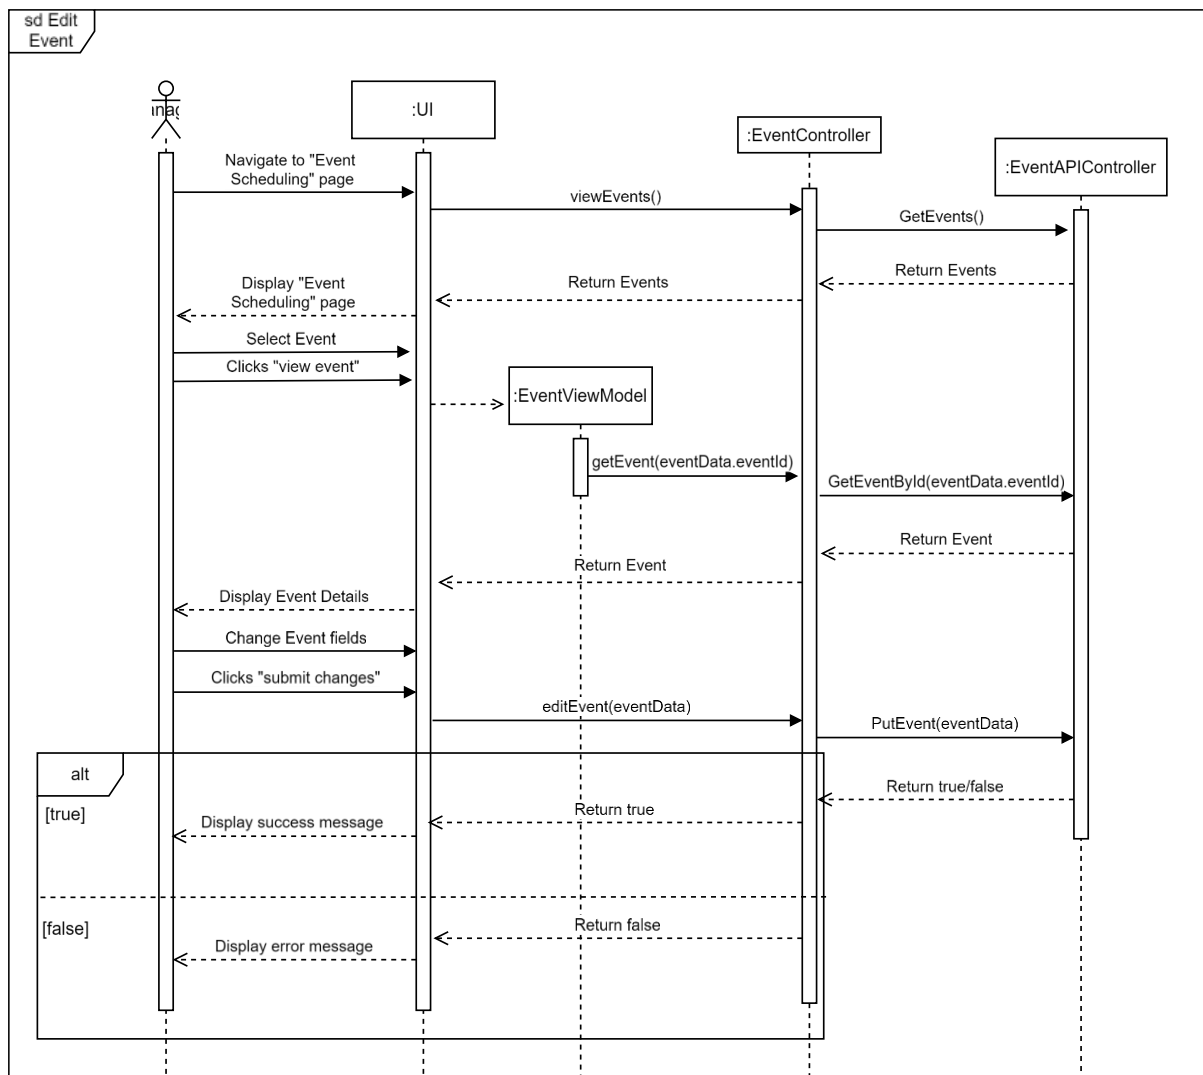 sd Edit
Event
:UI
:EventController
:EventAPIController
Navigate to "Event
Scheduling" page
viewEvents()
GetEvents()
Return Events
Return Events
Display "Event
Scheduling" page
Select Event
Clicks "view event"
:EventViewModel
getEvent(eventData.eventId)
GetEventById(eventData.eventId)
Return Event
Return Event
Display Event Details
Change Event fields
Clicks "submit changes"
editEvent(eventData)
PutEvent(eventData)
alt
Return true/false
[true]
Return true
Display success message
[false]
Return false
Display error message